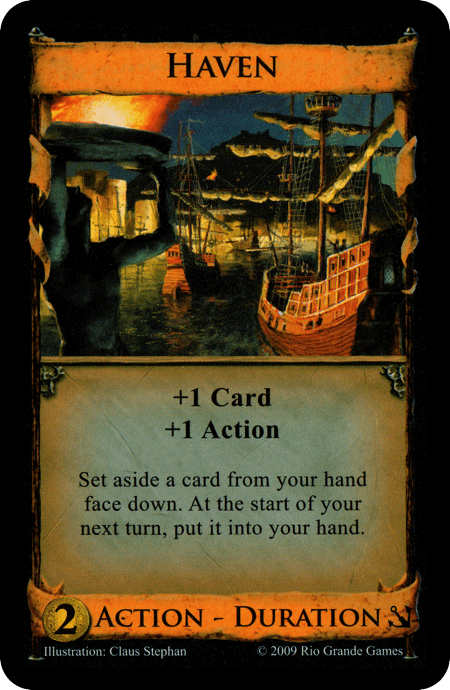 HAVEN
+1 Card
+1 Action
Set aside a card from your hand
face down. At the start of your
next turn, put it into your hand.
2 ACTION - DURATION
Illustration: Claus Stephan © 2009 Rio Grande Games